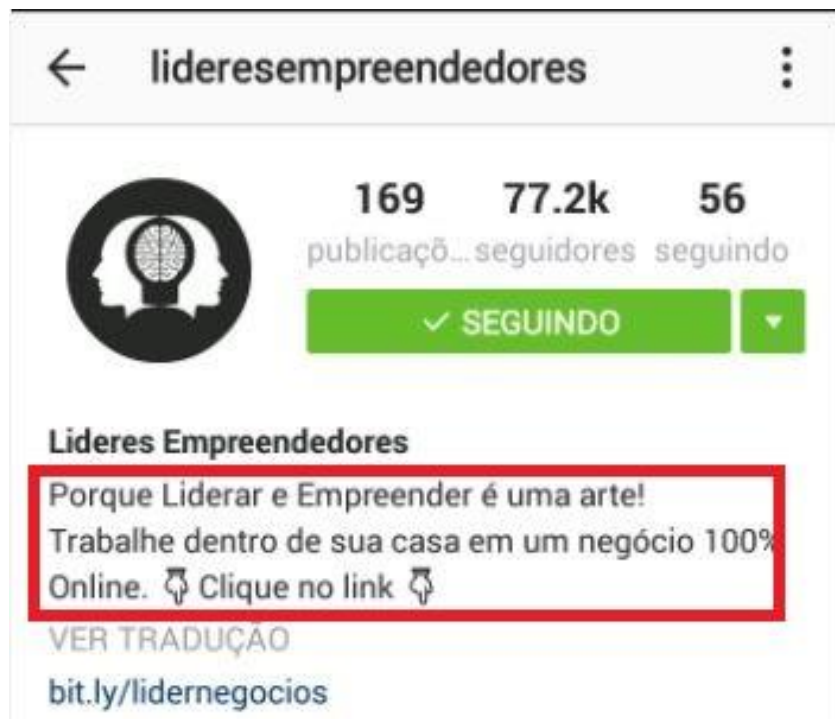 lideresempreendedores
169 77.2k 56
publicaçõ... seguidores seguindo
✓ SEGUINDO
Lideres Empreendedores
Porque Liderar e Empreender é uma arte!
Trabalhe dentro de sua casa em um negócio 100%
Online. 👇 Clique no link 👇
VER TRADUÇÃO
bit.ly/lidernegocios